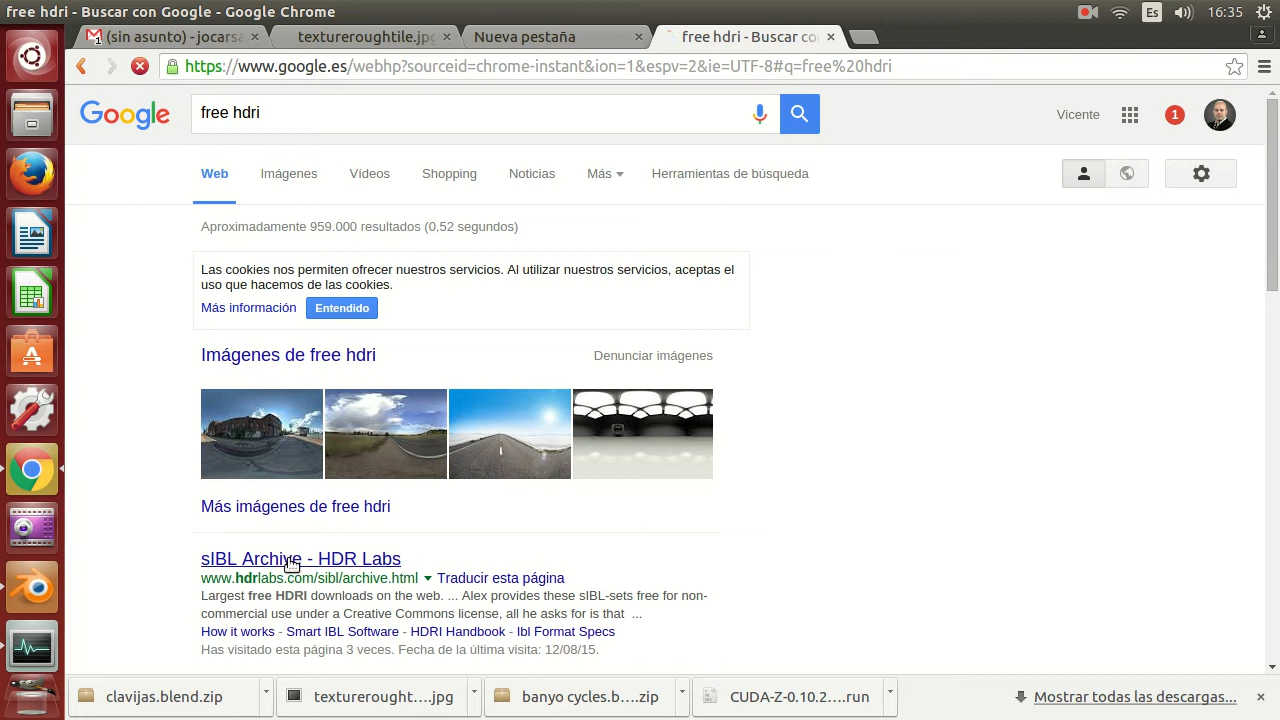 free hdri - Buscar con Google - Google Chrome
Es
16:35
(sin asunto) - jocars
textureroughtile.jpg
Nueva pestaña
free hdri - Buscar co
https://www.google.es/webhp?sourceid=chrome-instant&ion=1&espv=2&ie=UTF-8#q=free%20hdri
Google
free hdri
Vicente
1
Web
Imágenes
Vídeos
Shopping
Noticias
Más
Herramientas de búsqueda
Aproximadamente 959.000 resultados (0,52 segundos)
Las cookies nos permiten ofrecer nuestros servicios. Al utilizar nuestros servicios, aceptas el
uso que hacemos de las cookies.
Más información
Entendido
Imágenes de free hdri
Denunciar imágenes
Más imágenes de free hdri
sIBL Archive - HDR Labs
www.hdrlabs.com/sibl/archive.html
Traducir esta página
Largest free HDRI downloads on the web. ... Alex provides these sIBL-sets free for non-
commercial use under a Creative Commons license, all he asks for is that ...
How it works - Smart IBL Software - HDRI Handbook - Ibl Format Specs
Has visitado esta página 3 veces. Fecha de la última visita: 12/08/15.
clavijas.blend.zip
texturerought....jpg
banyo cycles.b....zip
CUDA-Z-0.10.2....run
Mostrar todas las descargas...